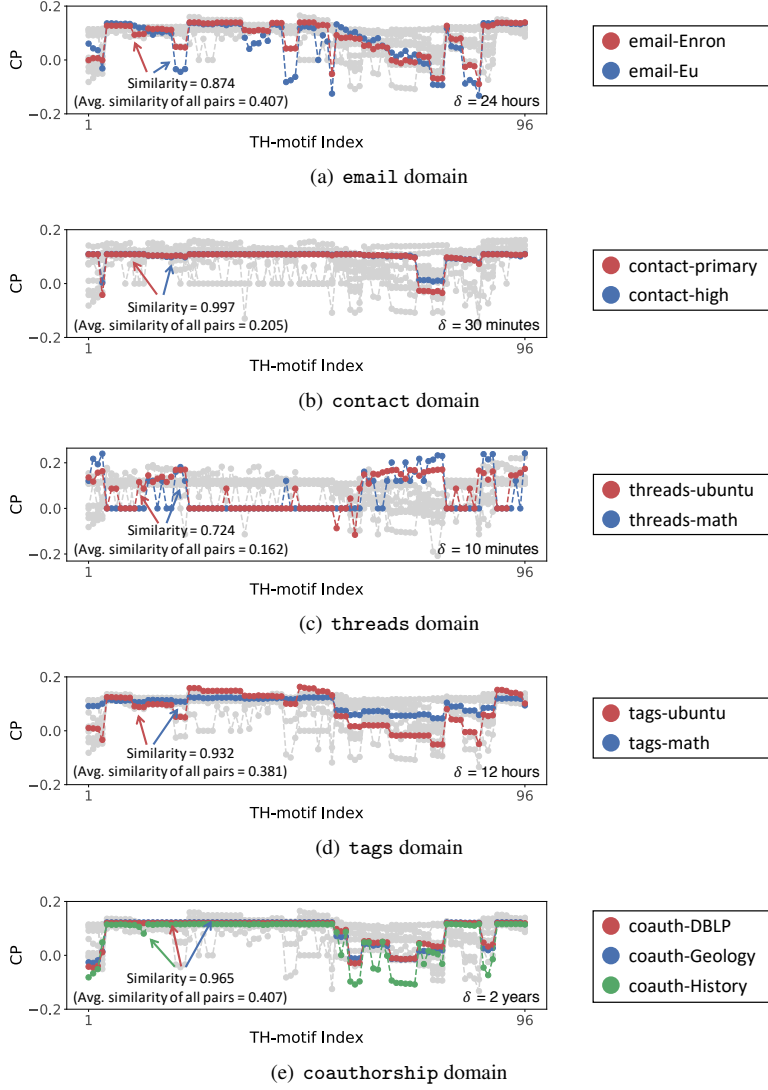 0.2
CP
0.0
−0.2
Similarity = 0.874
(Avg. similarity of all pairs = 0.407)
δ = 24 hours
1
96
TH-motif Index
email-Enron
email-Eu
(a) email domain
0.2
CP
0.0
−0.2
Similarity = 0.997
(Avg. similarity of all pairs = 0.205)
δ = 30 minutes
1
96
TH-motif Index
contact-primary
contact-high
(b) contact domain
0.2
CP
0.0
−0.2
Similarity = 0.724
(Avg. similarity of all pairs = 0.162)
δ = 10 minutes
1
96
TH-motif Index
threads-ubuntu
threads-math
(c) threads domain
0.2
CP
0.0
−0.2
Similarity = 0.932
(Avg. similarity of all pairs = 0.381)
δ = 12 hours
1
96
TH-motif Index
tags-ubuntu
tags-math
(d) tags domain
0.2
CP
0.0
−0.2
Similarity = 0.965
(Avg. similarity of all pairs = 0.407)
δ = 2 years
1
96
TH-motif Index
coauth-DBLP
coauth-Geology
coauth-History
(e) coauthorship domain